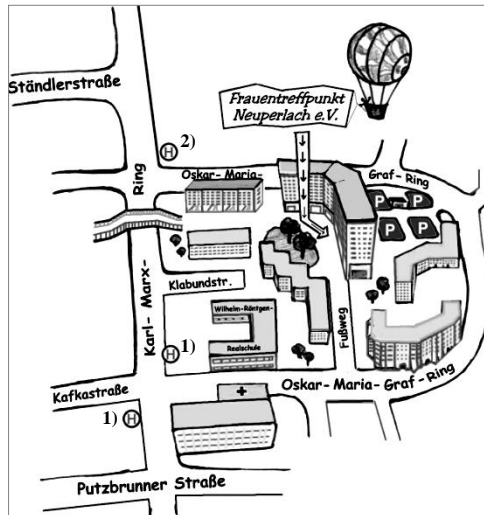 Ständlerstraße
Frauentreffpunkt
Neuperlach e.V.
2)
H
Oskar-Maria-
Graf-Ring
Ring
P
P
P
P
Klabundstr.
Karl-Marx-
Wilhelm-Röntgen-
Realschule
Fußweg
1)
H
Kafkastraße
Oskar-Maria-Graf-Ring
1)
H
Putzbrunner Straße